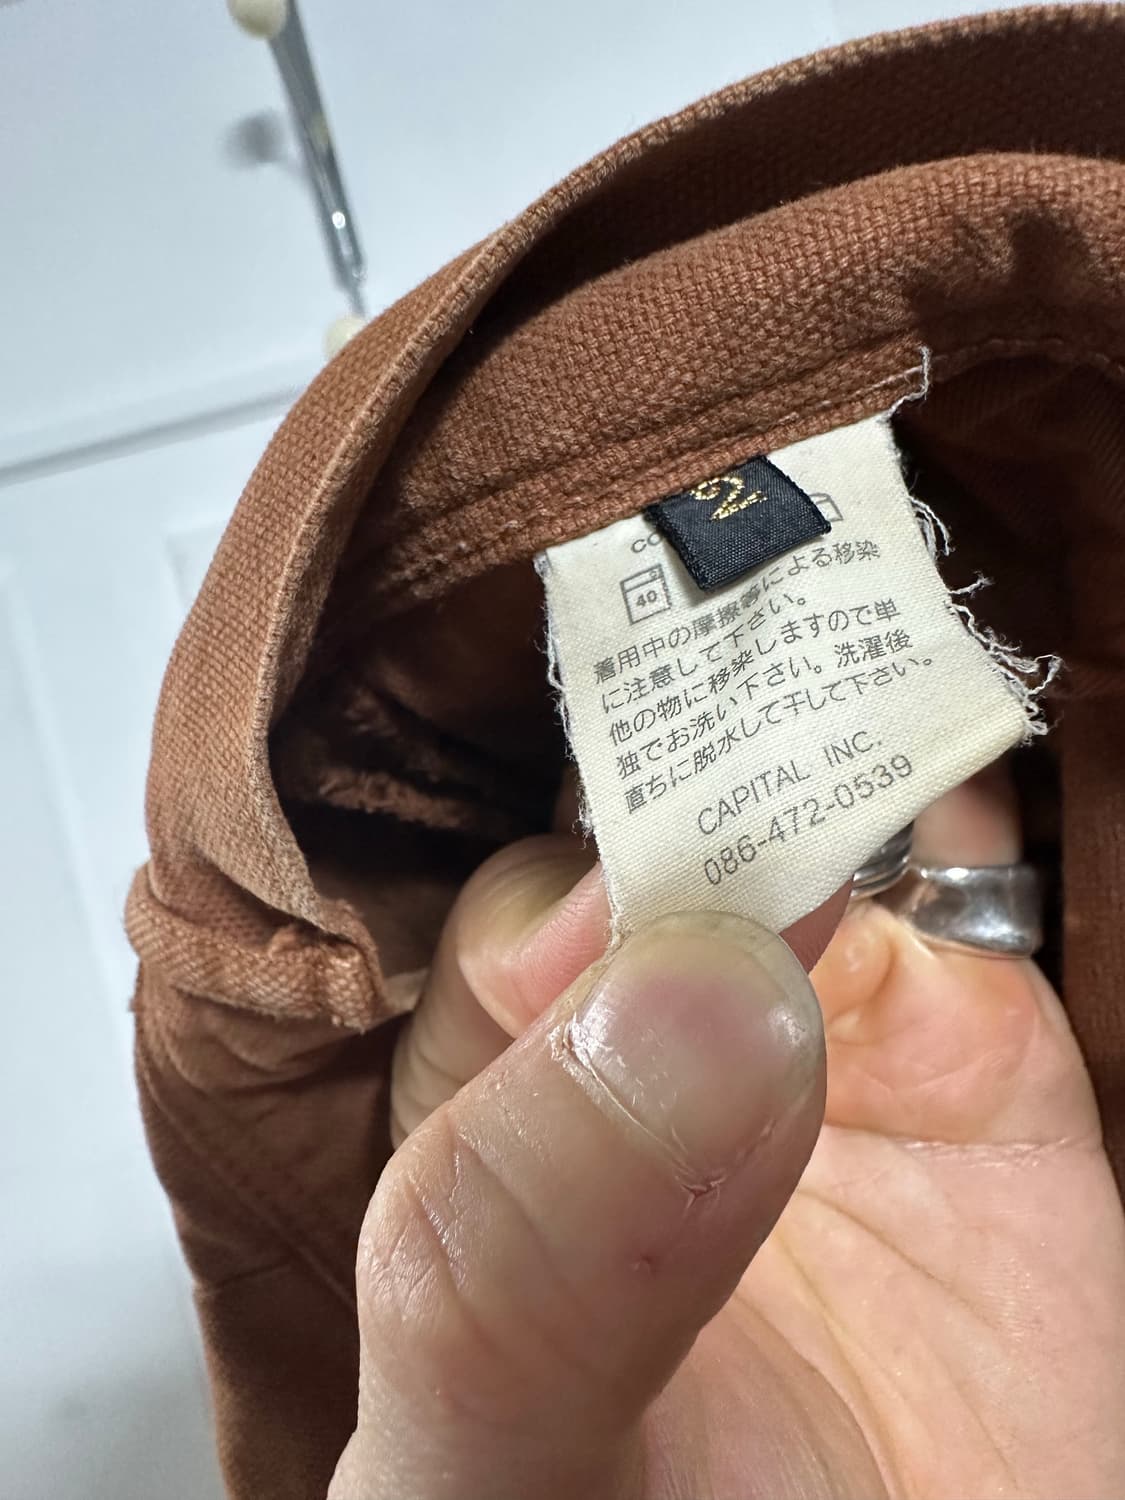 2
CO
40
着用中の摩擦等による移染
に注意して下さい。
他の物に移染しますので単
独でお洗い下さい。洗濯後
直ちに脱水して干して下さい。
CAPITAL INC.
086-472-0539